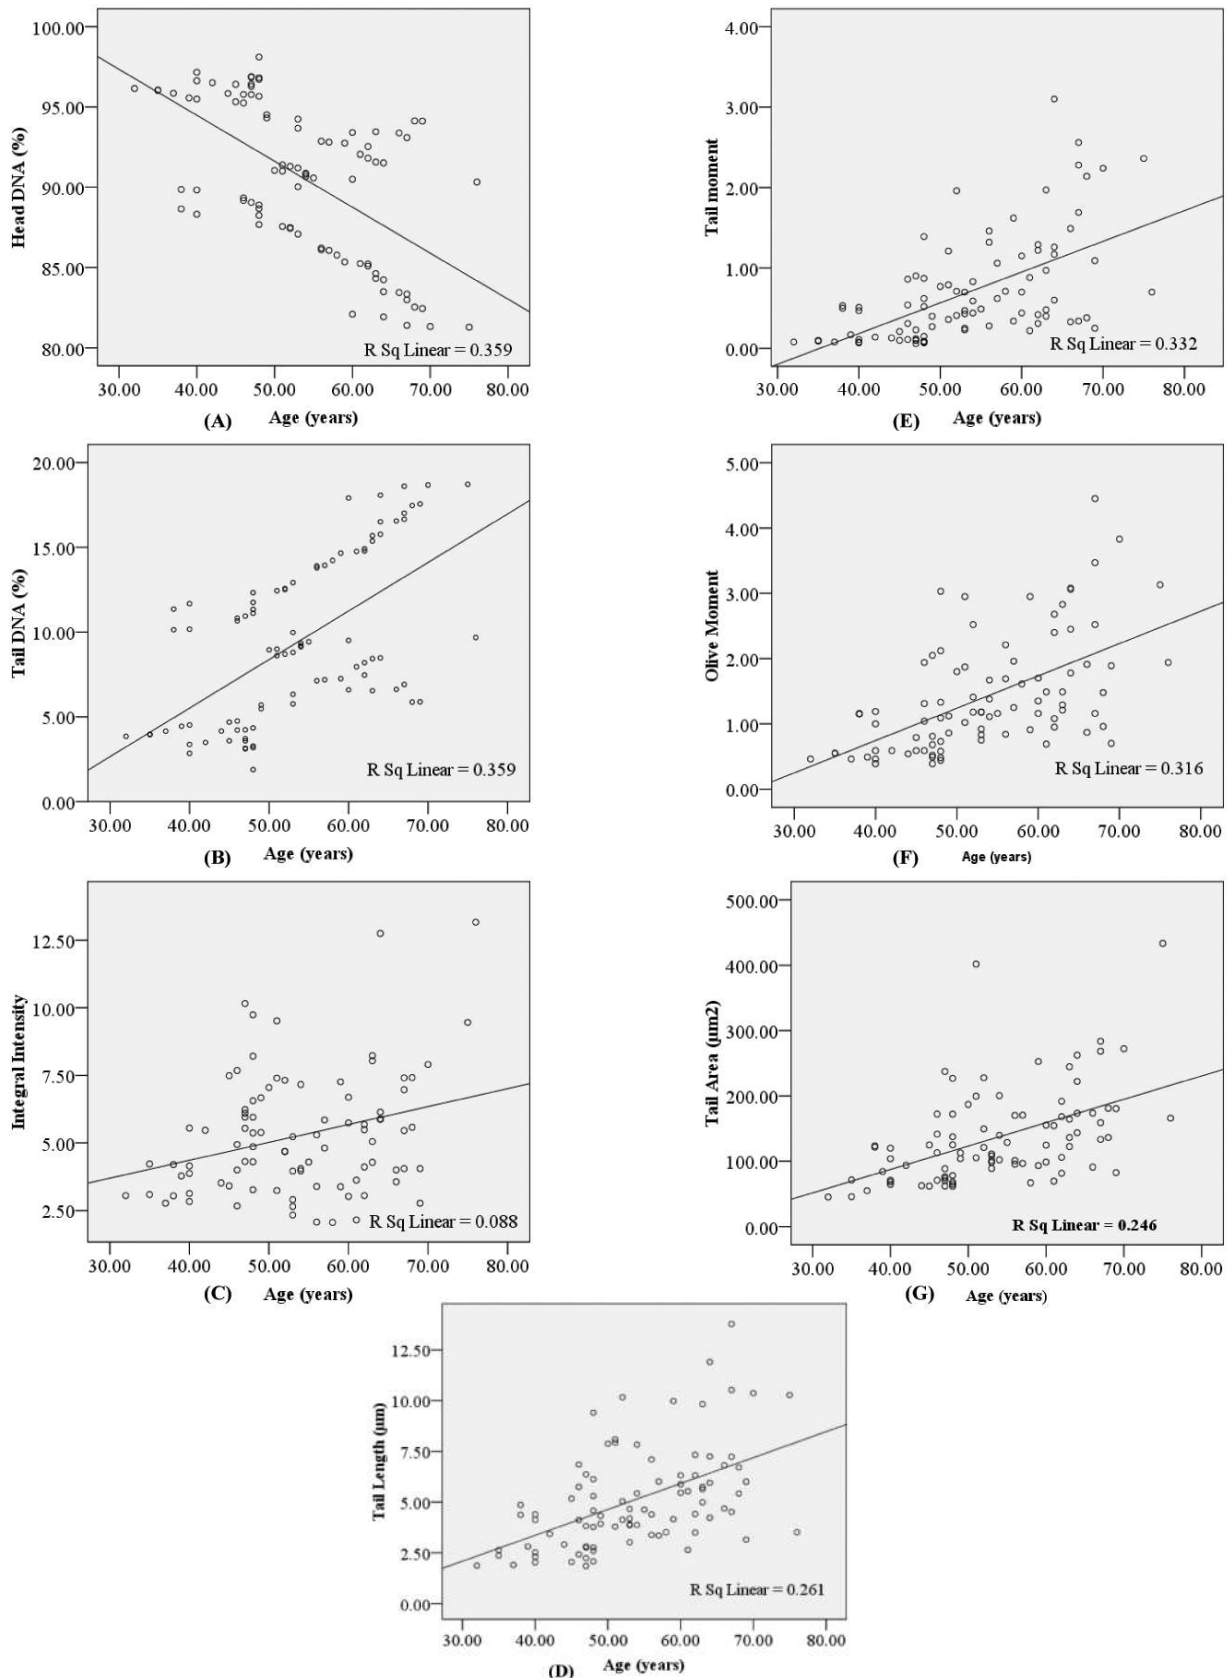 100.00
95.00
90.00
85.00
80.00
Head DNA (%)
R Sq Linear = 0.359
30.00 40.00 50.00 60.00 70.00 80.00
(A) Age (years)
4.00
3.00
2.00
1.00
0.00
Tail moment
R Sq Linear = 0.332
30.00 40.00 50.00 60.00 70.00 80.00
(E) Age (years)
20.00
15.00
10.00
5.00
0.00
Tail DNA (%)
R Sq Linear = 0.359
30.00 40.00 50.00 60.00 70.00 80.00
(B) Age (years)
5.00
4.00
3.00
2.00
1.00
0.00
Olive Moment
R Sq Linear = 0.316
30.00 40.00 50.00 60.00 70.00 80.00
(F) Age (years)
12.50
10.00
7.50
5.00
2.50
Integral Intensity
R Sq Linear = 0.088
30.00 40.00 50.00 60.00 70.00 80.00
(C) Age (years)
500.00
400.00
300.00
200.00
100.00
0.00
Tail Area (µm2)
R Sq Linear = 0.246
30.00 40.00 50.00 60.00 70.00 80.00
(G) Age (years)
12.50
10.00
7.50
5.00
2.50
0.00
Tail Length (µm)
R Sq Linear = 0.261
30.00 40.00 50.00 60.00 70.00 80.00
(D) Age (years)